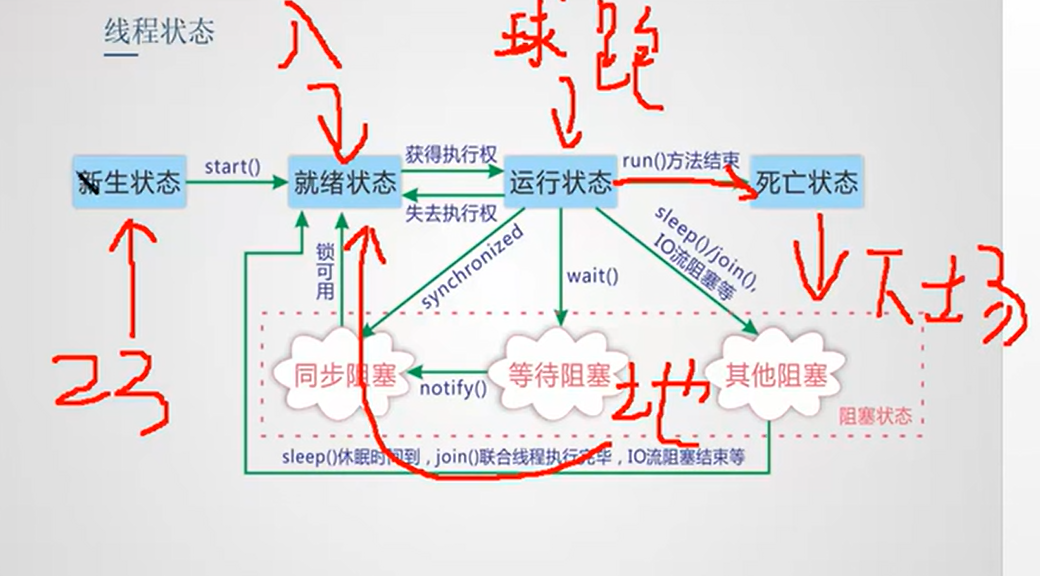 线程状态
入
球 跑
新生状态
start()
就绪状态
获得执行权
失去执行权
运行状态
run()方法结束
死亡状态
锁可用
synchronized
wait()
sleep()/join(),
IO流阻塞等
下场
23
同步阻塞
notify()
等待阻塞
地
其他阻塞
阻塞状态
sleep()休眠时间到，join()联合线程执行完毕，IO流阻塞结束等